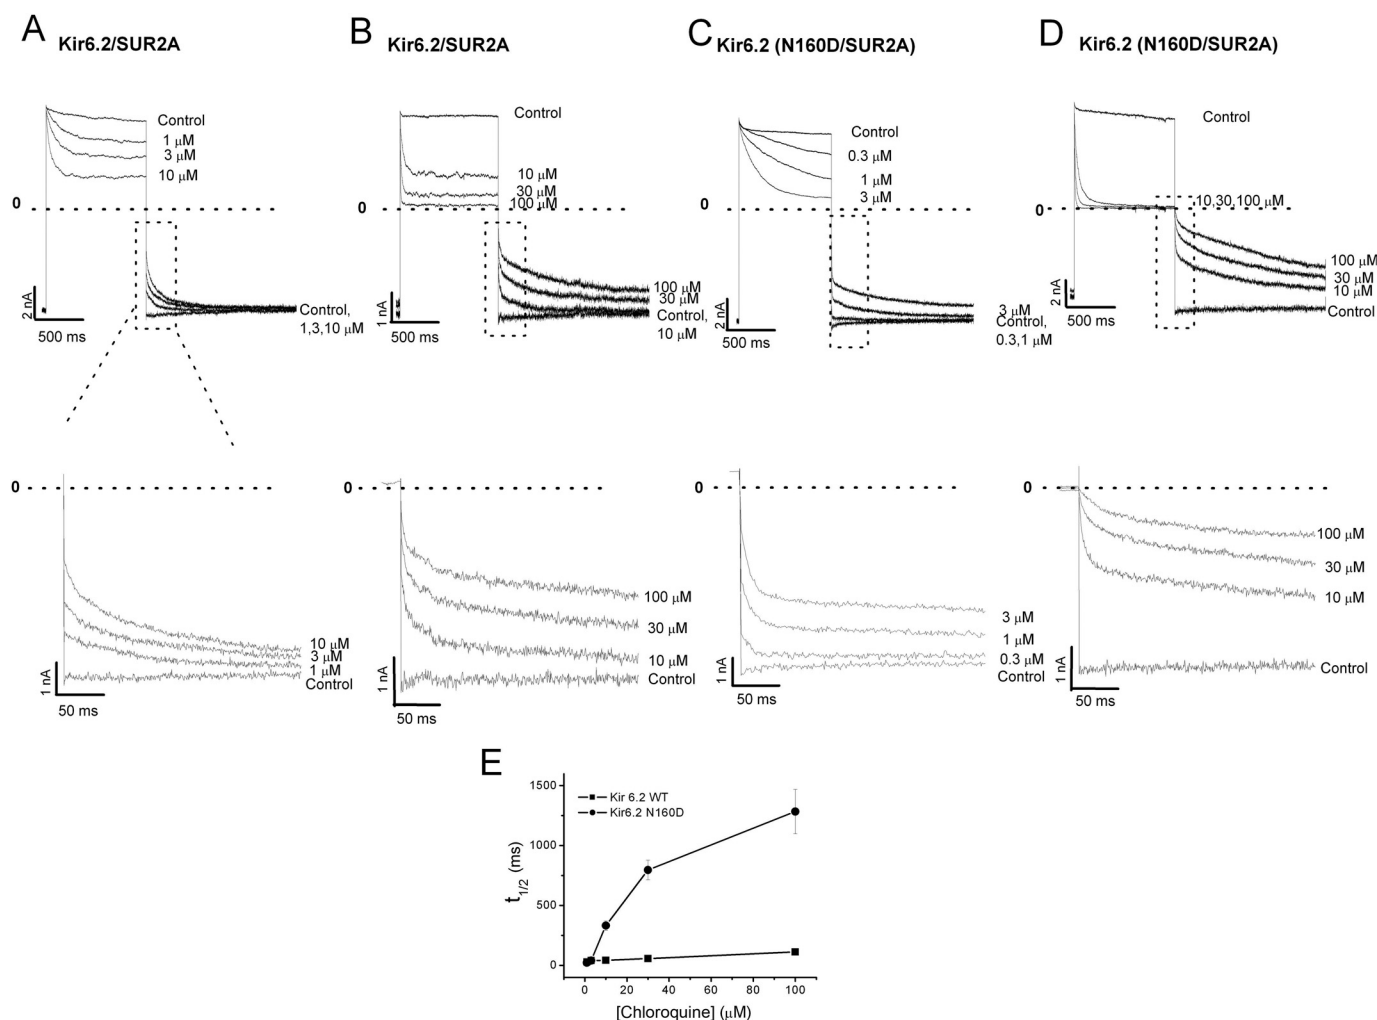 A
Kir6.2/SUR2A
Control
1 μM
3 μM
10 μM
0
2 nA
500 ms
Control,
1,3,10 μM
B
Kir6.2/SUR2A
Control
10 μM
30 μM
100 μM
0
1 nA
500 ms
100 μM
30 μM
Control,
10 μM
C
Kir6.2 (N160D/SUR2A)
Control
0.3 μM
1 μM
3 μM
0
2 nA
500 ms
3 μM
Control,
0.3,1 μM
D
Kir6.2 (N160D/SUR2A)
Control
10,30,100 μM
0
2 nA
500 ms
100 μM
30 μM
10 μM
Control
0
10 μM
3 μM
1 μM
Control
1 nA
50 ms
0
100 μM
30 μM
10 μM
Control
1 nA
50 ms
0
3 μM
1 μM
0.3 μM
Control
1 nA
50 ms
0
100 μM
30 μM
10 μM
Control
1 nA
50 ms
E
1500
1000
500
0
t1/2 (ms)
Kir 6.2 WT
Kir6.2 N160D
0 20 40 60 80 100
[Chloroquine] (μM)